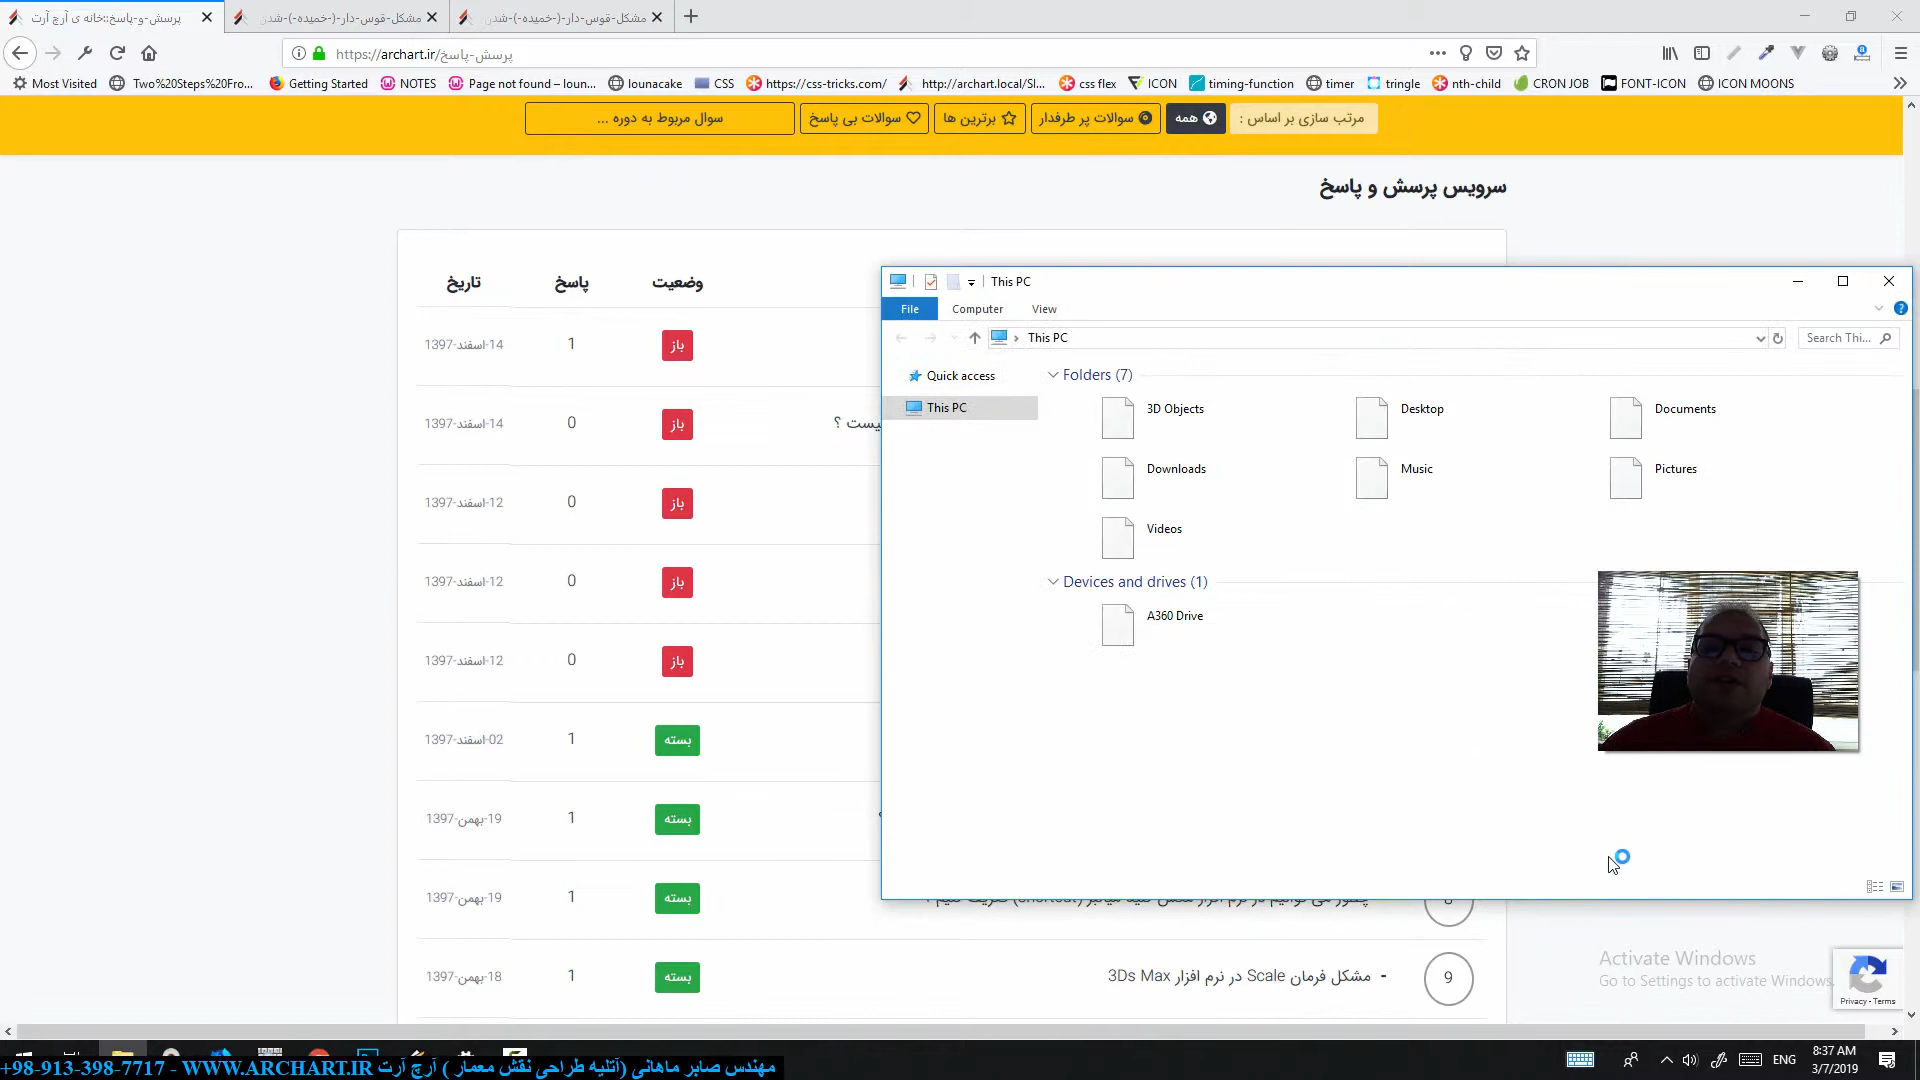 پرسش-و-پاسخ::خانه ی آرچ آرت
مشکل-قوس-دار-(-خمیده-)-شدن
مشکل-قوس-دار-(-خمیده-)-شدن
https://archart.ir/پرسش-پاسخ
Most Visited
Two%20Steps%20Fro...
Getting Started
NOTES
Page not found – loun...
lounacake
CSS
https://css-tricks.com/
http://archart.local/Sl...
css flex
ICON
timing-function
timer
tringle
nth-child
CRON JOB
FONT-ICON
ICON MOONS
مرتب سازی بر اساس :
همه
سوالات پر طرفدار
برترین ها
سوالات بی پاسخ
سوال مربوط به دوره ...
سرویس پرسش و پاسخ
وضعیت
پاسخ
تاریخ
باز
1
14-اسفند-1397
یست ؟
باز
0
14-اسفند-1397
باز
0
12-اسفند-1397
باز
0
12-اسفند-1397
باز
0
12-اسفند-1397
بسته
1
02-اسفند-1397
بسته
1
19-بهمن-1397
بسته
1
19-بهمن-1397
9
- مشکل فرمان Scale در نرم افزار 3Ds Max
بسته
1
18-بهمن-1397
This PC
File
Computer
View
This PC
Search Thi...
Quick access
This PC
Folders (7)
3D Objects
Desktop
Documents
Downloads
Music
Pictures
Videos
Devices and drives (1)
A360 Drive
Activate Windows
Go to Settings to activate Windows.
Privacy - Terms
مهندس صابر ماهانی (آتلیه طراحی نقش معمار ) آرچ آرت WWW.ARCHART.IR - +98-913-398-7717
ENG
8:37 AM
3/7/2019